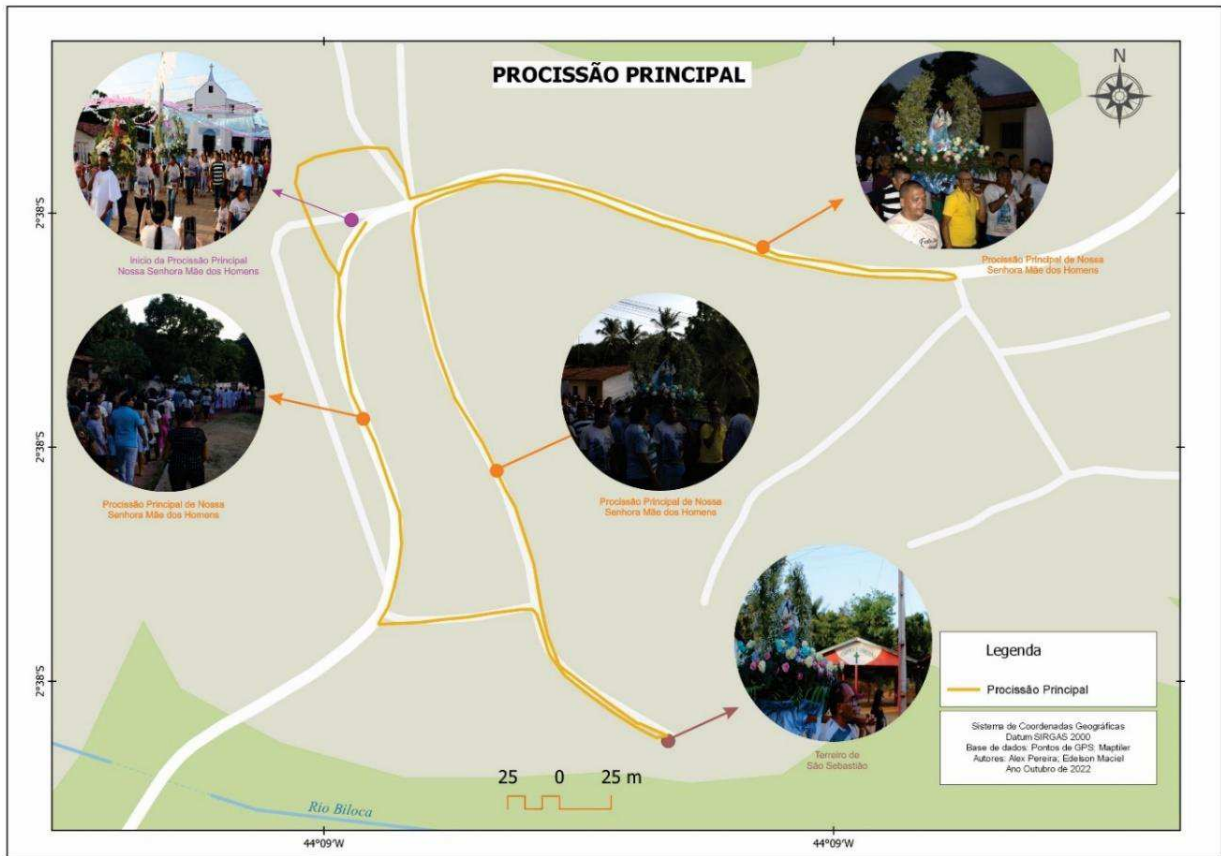 PROCISSÃO PRINCIPAL
N
Início da Procissão Principal
Nossa Senhora Mãe dos Homens
Procissão Principal de Nossa
Senhora Mãe dos Homens
Procissão Principal de Nossa
Senhora Mãe dos Homens
Procissão Principal de Nossa
Senhora Mãe dos Homens
Terreiro de
São Sebastião
Legenda
Procissão Principal
Sistema de Coordenadas Geográficas
Datum SIRGAS 2000
Base de dados: Pontos de GPS; Maptiler
Autores: Alex Pereira; Edelson Maciel
Ano Outubro de 2022
25 0 25 m
Rio Biloca
2°38'S
2°38'S
2°38'S
44°09'W
44°09'W